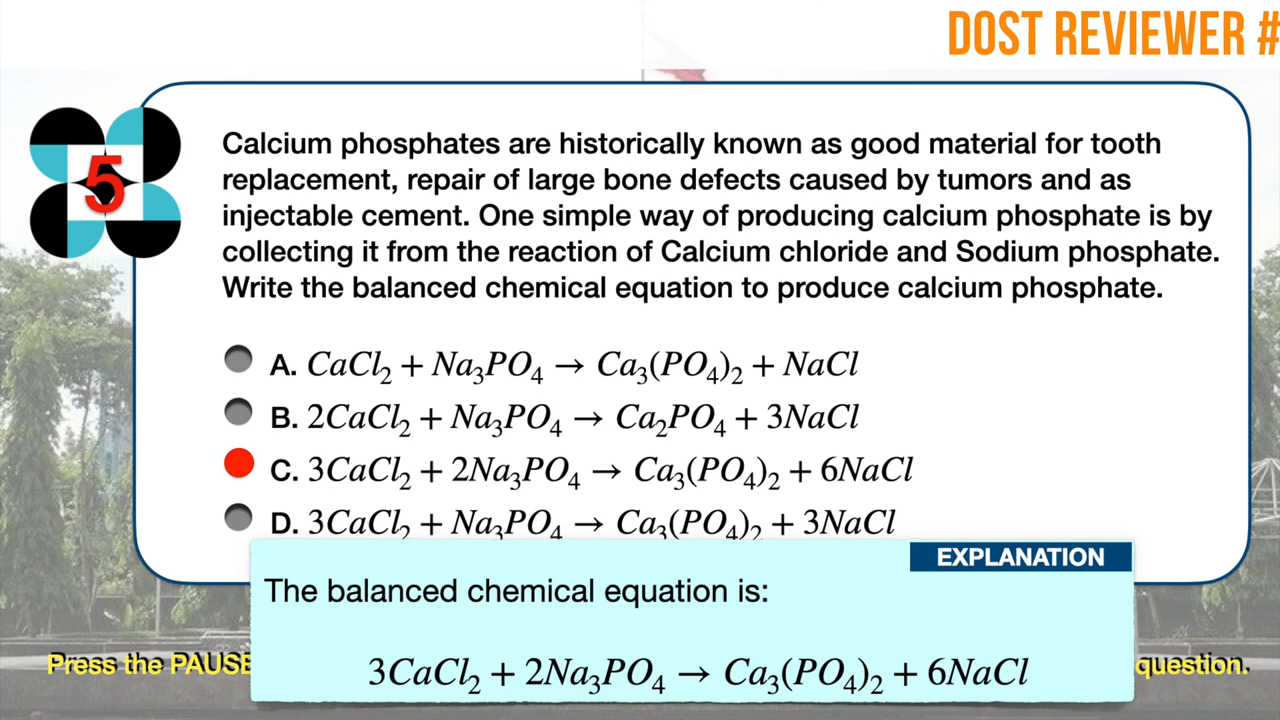 DOST REVIEWER #
5
Calcium phosphates are historically known as good material for tooth
replacement, repair of large bone defects caused by tumors and as
injectable cement. One simple way of producing calcium phosphate is by
collecting it from the reaction of Calcium chloride and Sodium phosphate.
Write the balanced chemical equation to produce calcium phosphate.
A. CaCl₂ + Na₃PO₄ → Ca₃(PO₄)₂ + NaCl
B. 2CaCl₂ + Na₃PO₄ → Ca₂PO₄ + 3NaCl
C. 3CaCl₂ + 2Na₃PO₄ → Ca₃(PO₄)₂ + 6NaCl
D. 3CaCl₂ + Na₃PO₄ → Ca₃(PO₄)₂ + 3NaCl
EXPLANATION
The balanced chemical equation is:
3CaCl₂ + 2Na₃PO₄ → Ca₃(PO₄)₂ + 6NaCl
Press the PAUSE question.